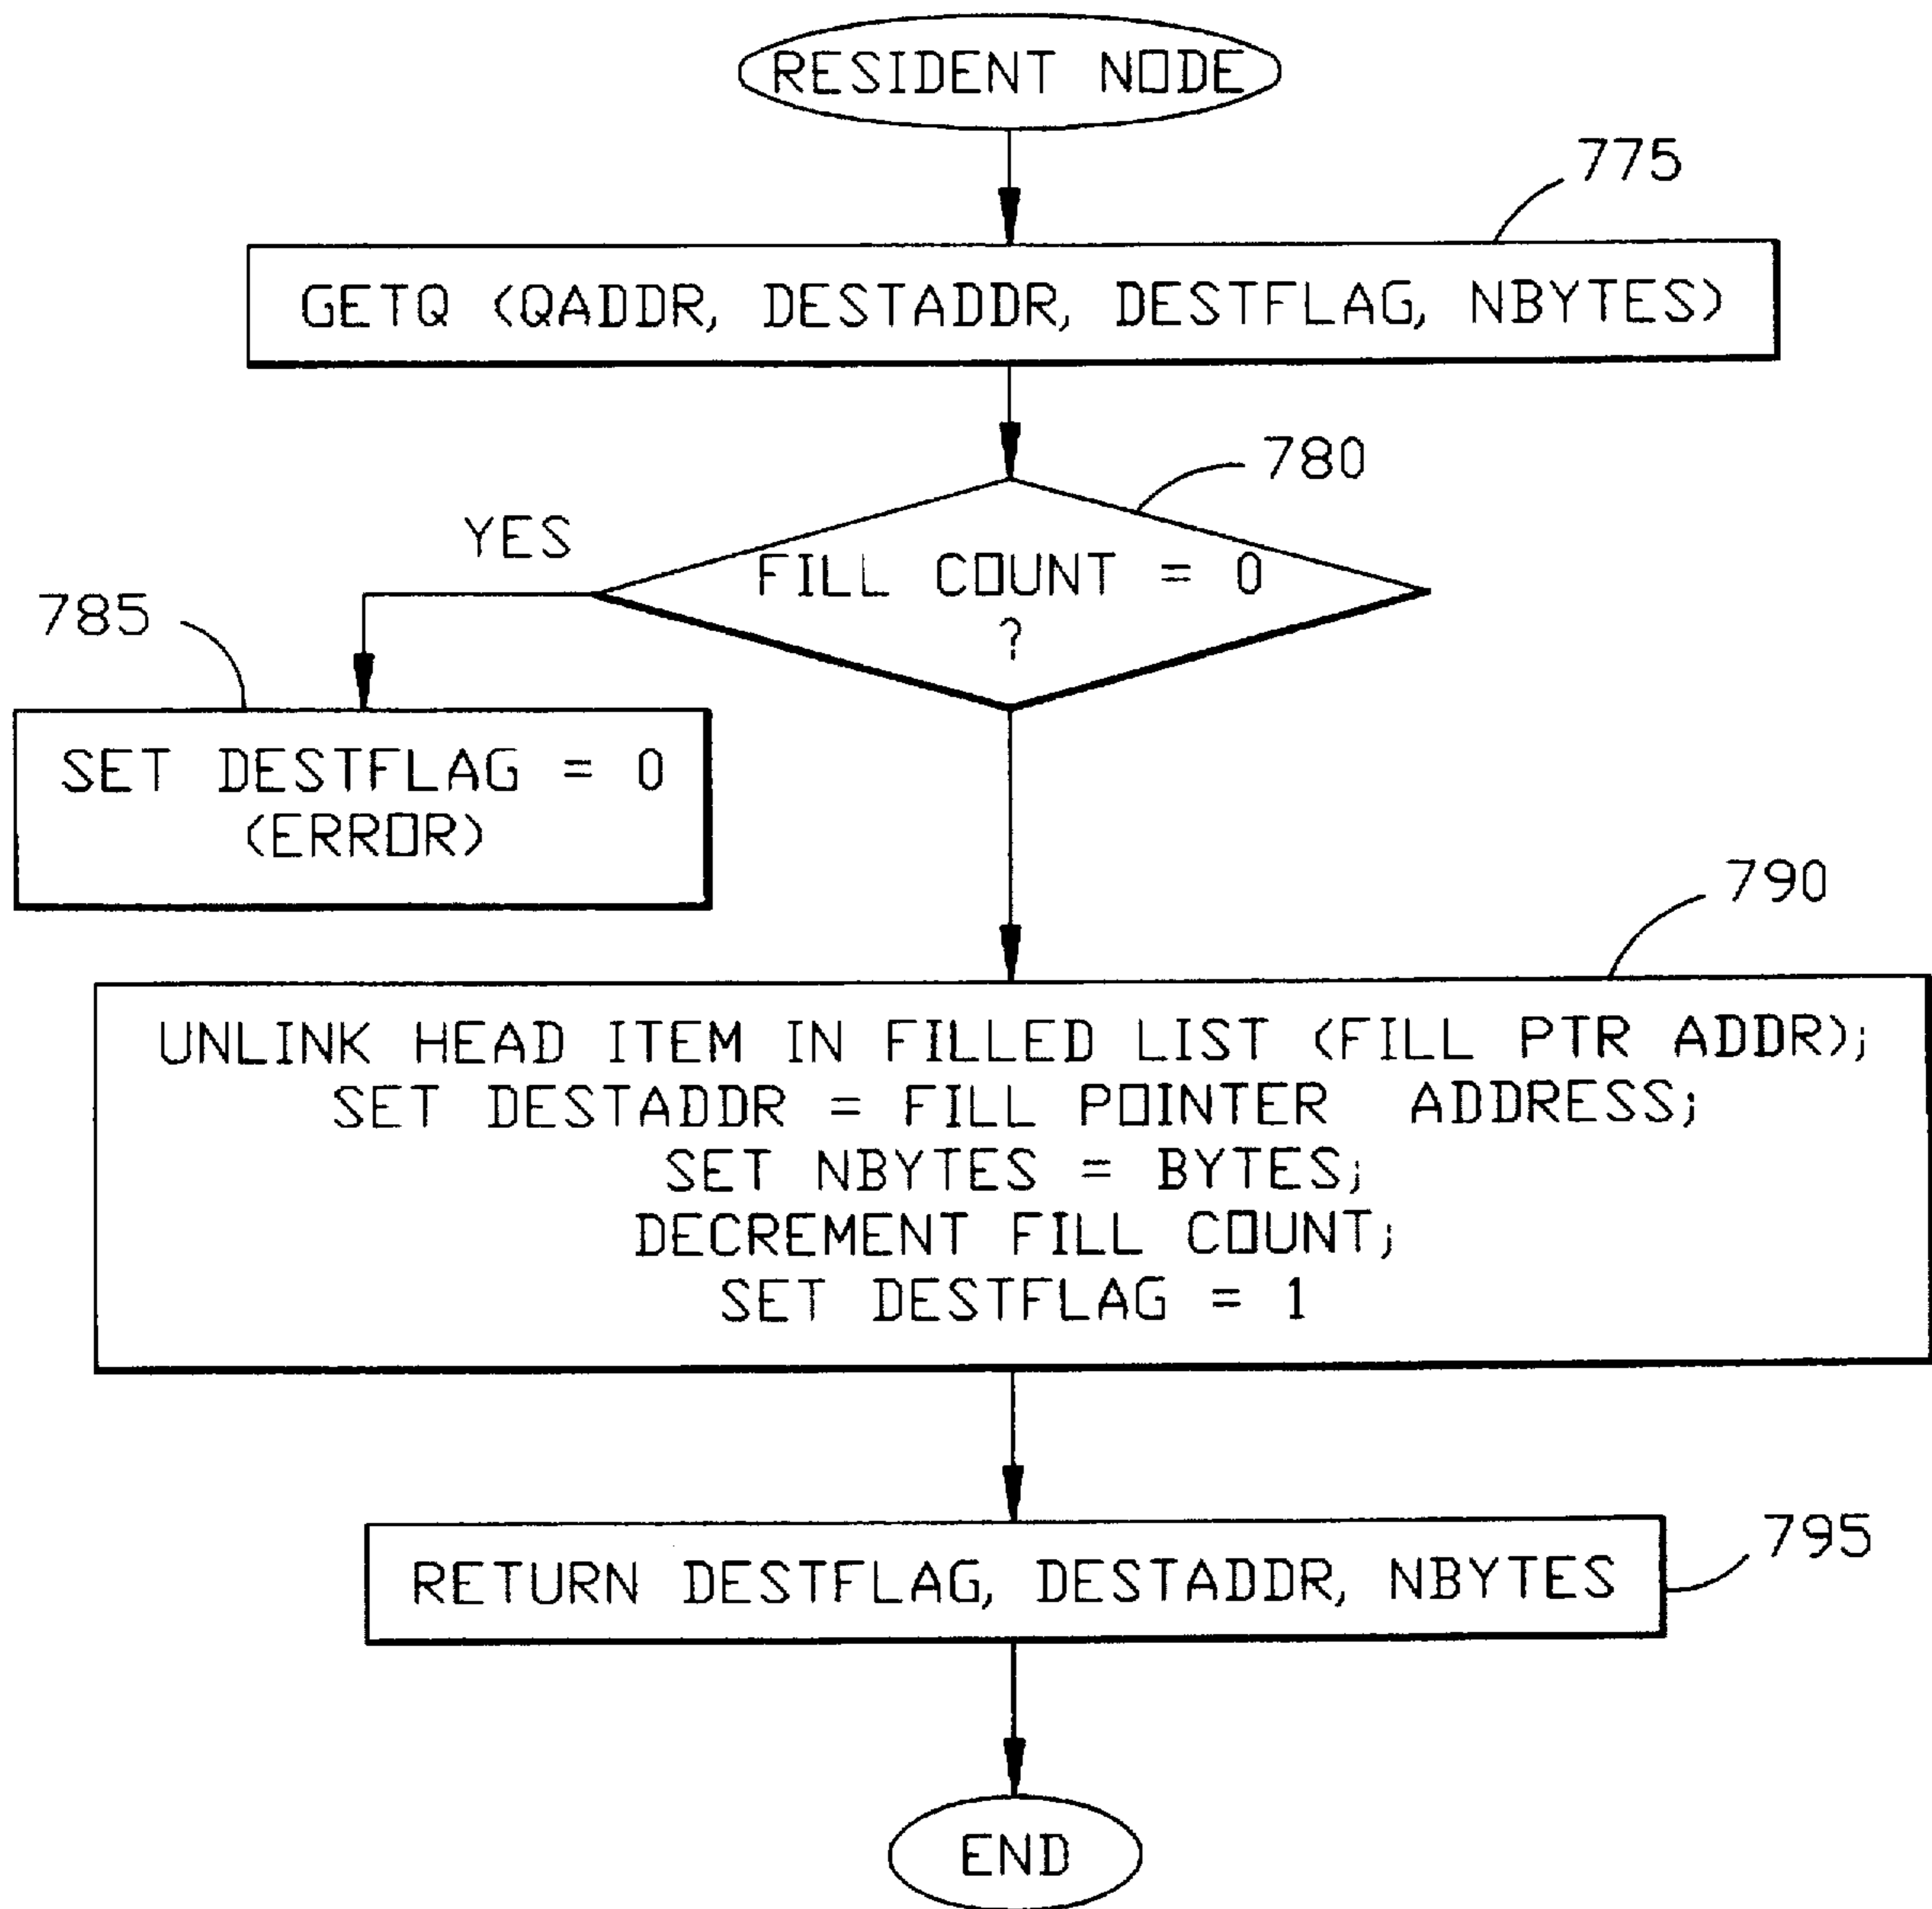 RESIDENT NODE
775
GETQ (QADDR, DESTADDR, DESTFLAG, NBYTES)
780
YES
FILL COUNT = 0
?
785
SET DESTFLAG = 0
(ERROR)
790
UNLINK HEAD ITEM IN FILLED LIST (FILL PTR ADDR);
SET DESTADDR = FILL POINTER ADDRESS;
SET NBYTES = BYTES;
DECREMENT FILL COUNT;
SET DESTFLAG = 1
795
RETURN DESTFLAG, DESTADDR, NBYTES
END